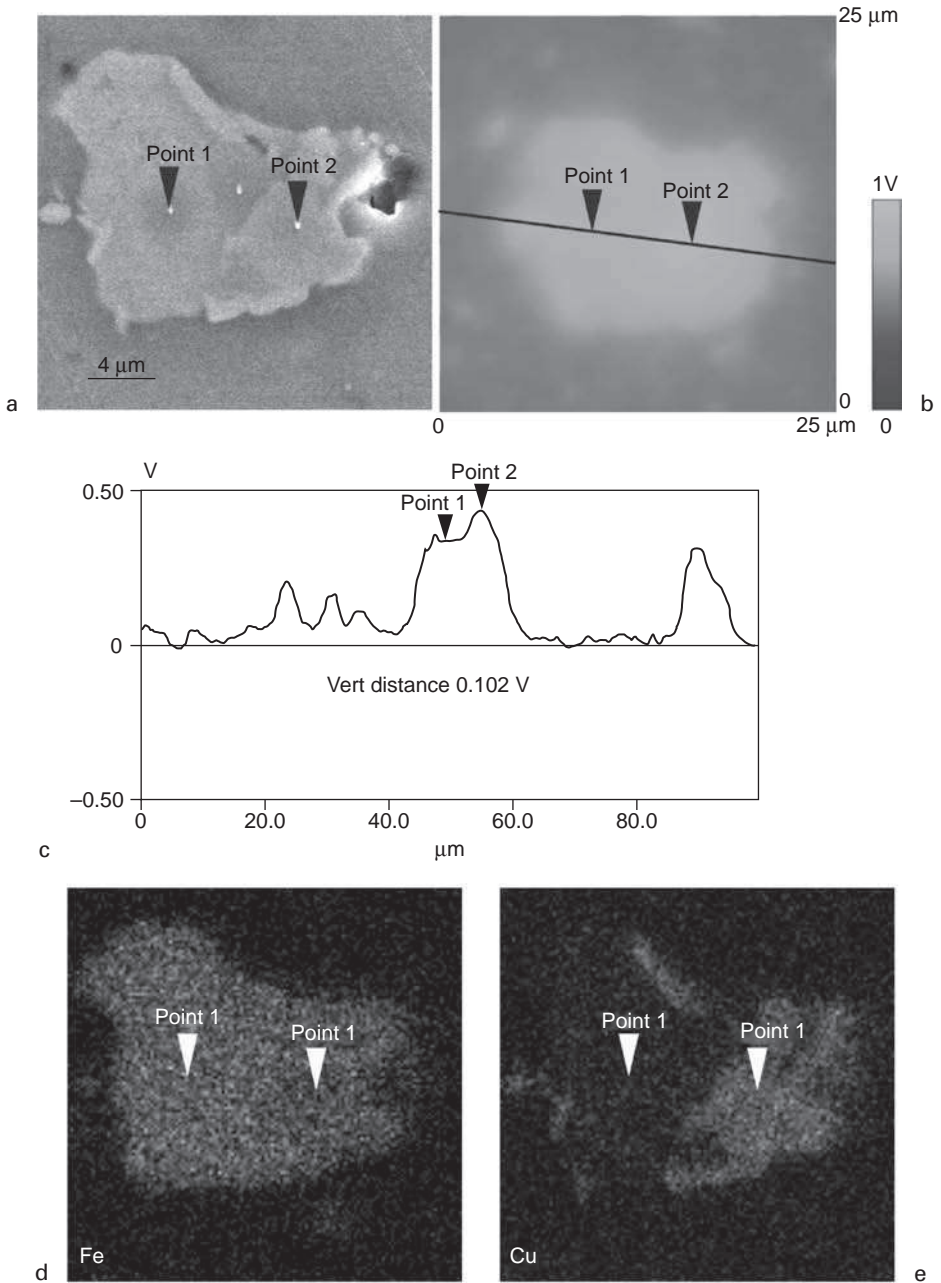 25 μm
Point 1
Point 2
4 μm
a
Point 1
Point 2
1V
0
0
25 μm
0
b
V
0.50
Point 2
Point 1
0
Vert distance 0.102 V
–0.50
0
20.0
40.0
60.0
80.0
μm
c
Point 1
Point 1
Fe
d
Point 1
Point 1
Cu
e